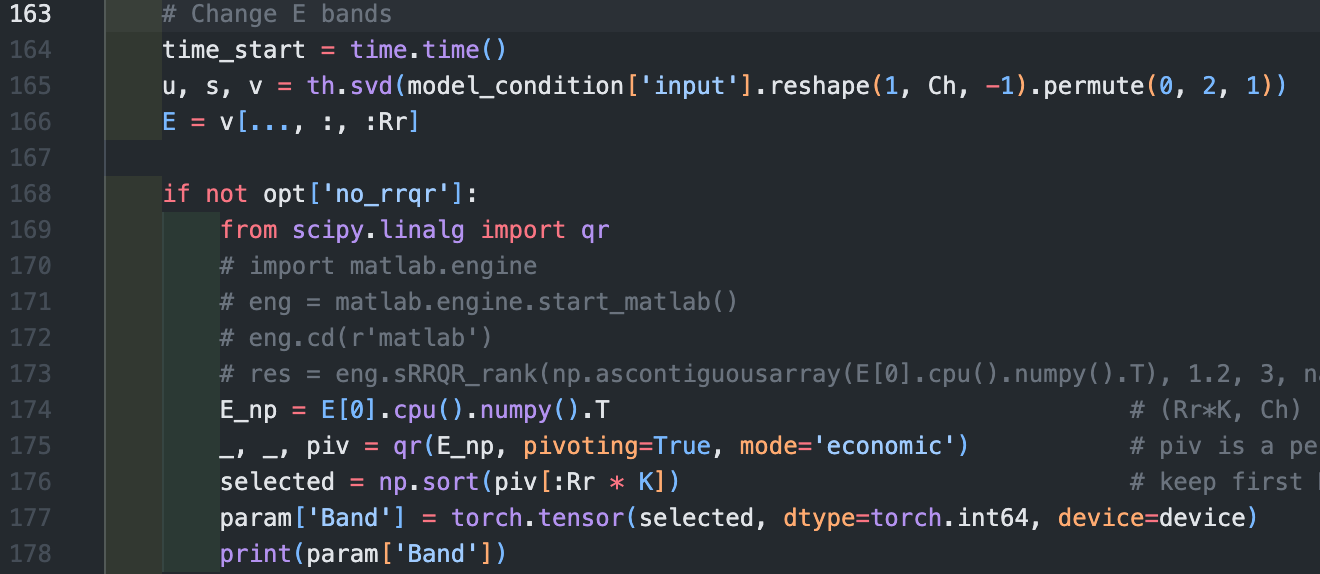 163 # Change E bands
164 time_start = time.time()
165 u, s, v = th.svd(model_condition['input'].reshape(1, Ch, -1).permute(0, 2, 1))
166 E = v[..., :, :Rr]
167
168 if not opt['no_rrqr']:
169 from scipy.linalg import qr
170 # import matlab.engine
171 # eng = matlab.engine.start_matlab()
172 # eng.cd(r'matlab')
173 # res = eng.sRRQR_rank(np.ascontiguousarray(E[0].cpu().numpy().T), 1.2, 3, n
174 E_np = E[0].cpu().numpy().T # (Rr*K, Ch)
175 _, _, piv = qr(E_np, pivoting=True, mode='economic') # piv is a pe
176 selected = np.sort(piv[:Rr * K]) # keep first
177 param['Band'] = torch.tensor(selected, dtype=torch.int64, device=device)
178 print(param['Band'])